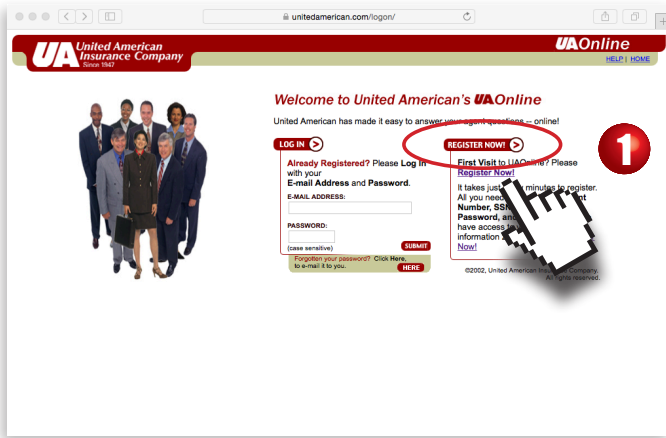 unitedamerican.com/logon/
UA United American
Insurance Company
Since 1947
UAOnline
HELP | HOME
Welcome to United American's UAOnline
United American has made it easy to answer your agent questions -- online!
LOG IN >
Already Registered? Please Log In
with your
E-mail Address and Password.
E-MAIL ADDRESS:
PASSWORD:
(case sensitive)
SUBMIT
Forgotten your password? Click Here,
to e-mail it to you.
HERE
REGISTER NOW! >
First Visit to UAOnline? Please
Register Now!
It takes just minutes to register.
All you need
Number, SSN
Password, and
have access to
information
Now!
©2002, United American Insurance Company.
All rights reserved.
1